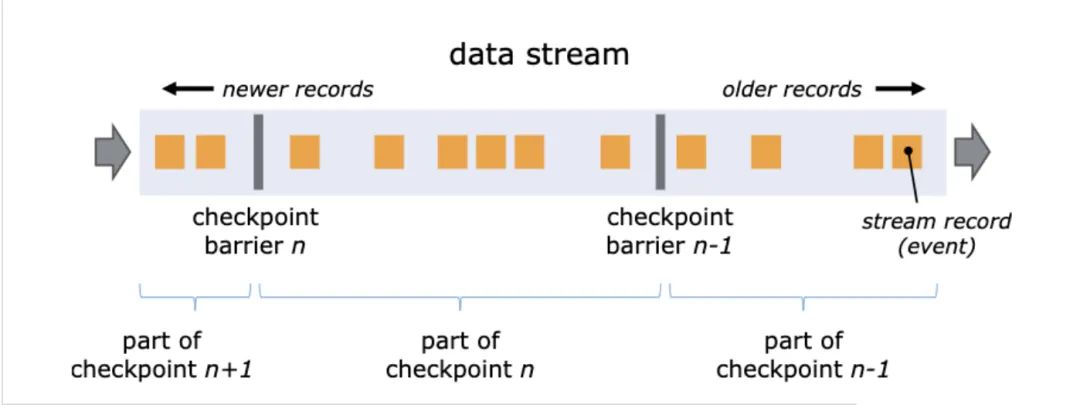 data stream
newer records
older records
checkpoint
barrier n
checkpoint
barrier n-1
stream record
(event)
part of
checkpoint n+1
part of
checkpoint n
part of
checkpoint n-1